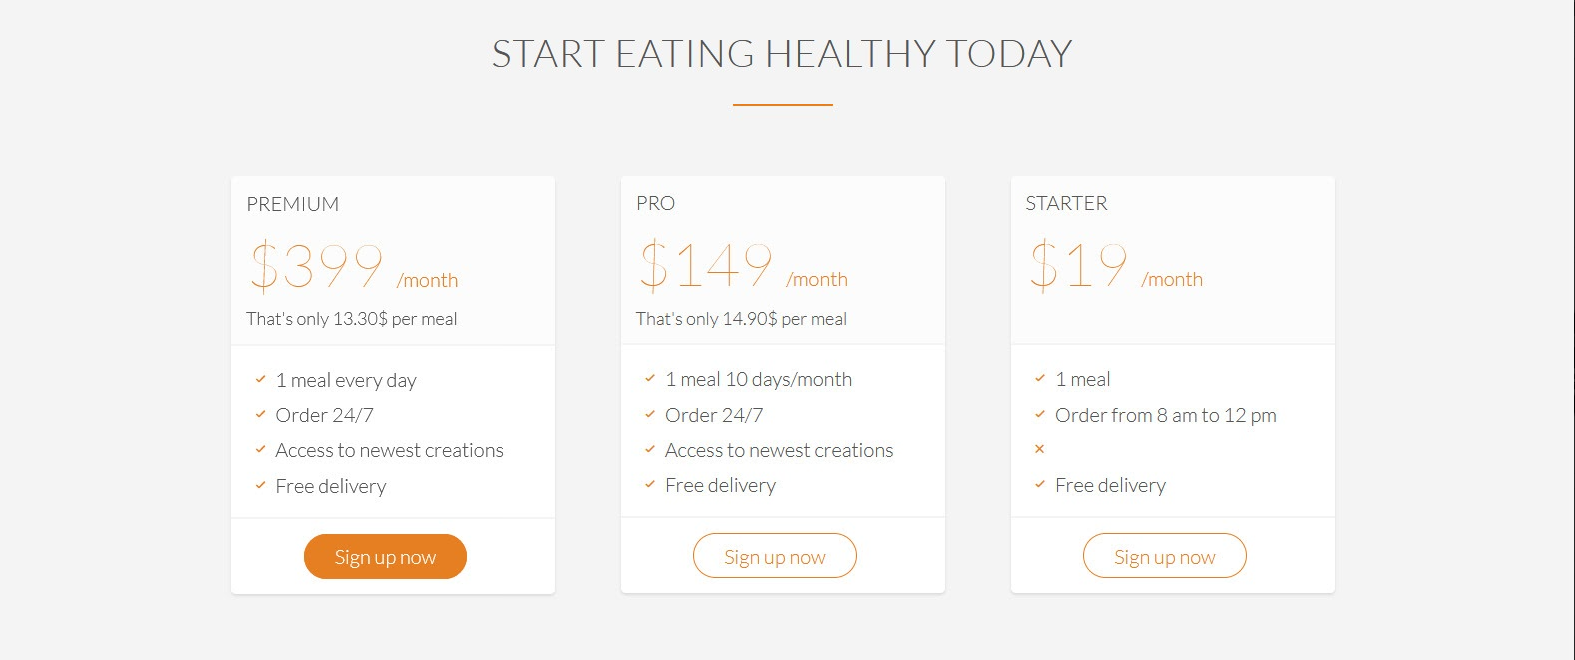 START EATING HEALTHY TODAY
PREMIUM
$399 /month
That's only 13.30$ per meal
1 meal every day
Order 24/7
Access to newest creations
Free delivery
Sign up now
PRO
$149 /month
That's only 14.90$ per meal
1 meal 10 days/month
Order 24/7
Access to newest creations
Free delivery
Sign up now
STARTER
$19 /month
1 meal
Order from 8 am to 12 pm
Free delivery
Sign up now